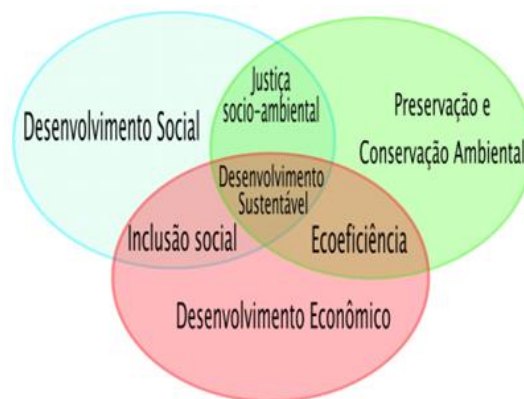 Justiça
socio-ambiental
Desenvolvimento Social
Preservação e
Conservação Ambiental
Desenvolvimento
Sustentável
Inclusão social
Ecoeficiência
Desenvolvimento Econômico